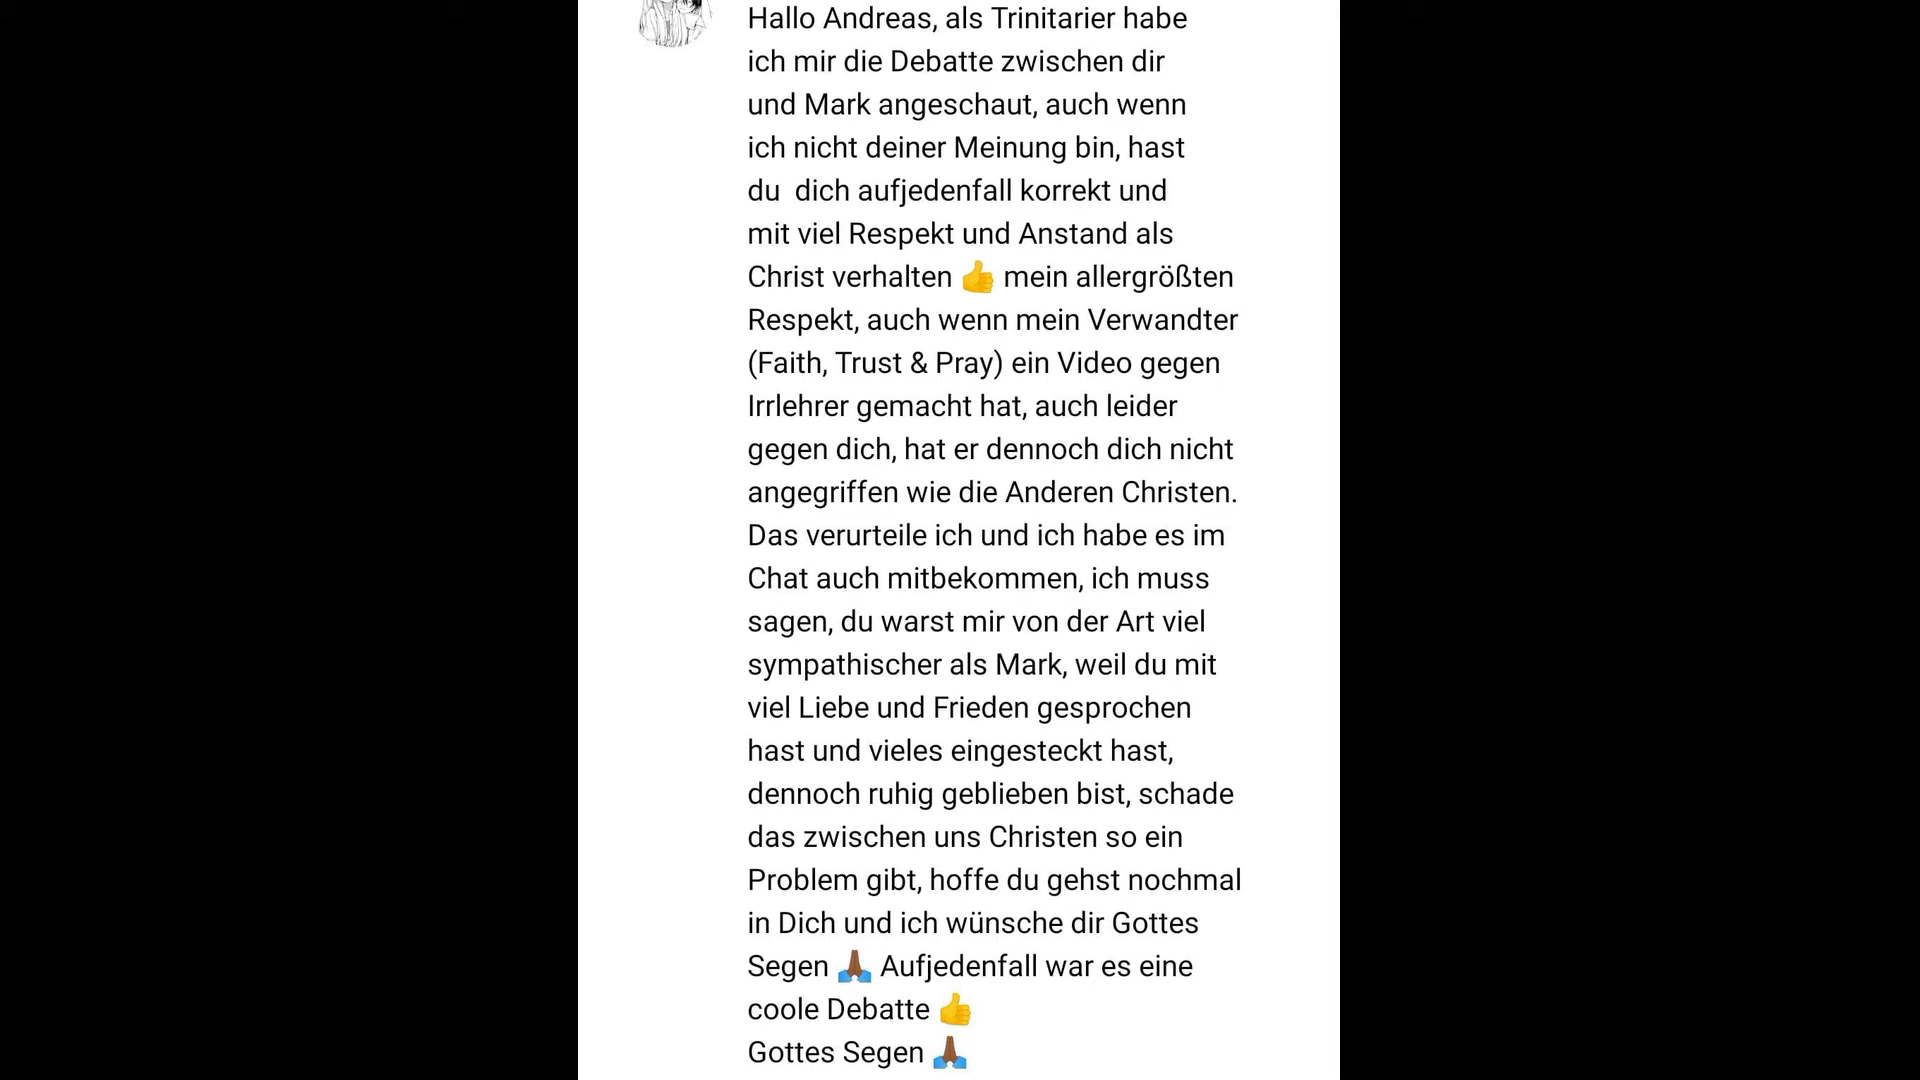 Hallo Andreas, als Trinitarier habe
ich mir die Debatte zwischen dir
und Mark angeschaut, auch wenn
ich nicht deiner Meinung bin, hast
du  dich aufjedenfall korrekt und
mit viel Respekt und Anstand als
Christ verhalten 👍 mein allergrößten
Respekt, auch wenn mein Verwandter
(Faith, Trust & Pray) ein Video gegen
Irrlehrer gemacht hat, auch leider
gegen dich, hat er dennoch dich nicht
angegriffen wie die Anderen Christen.
Das verurteile ich und ich habe es im
Chat auch mitbekommen, ich muss
sagen, du warst mir von der Art viel
sympathischer als Mark, weil du mit
viel Liebe und Frieden gesprochen
hast und vieles eingesteckt hast,
dennoch ruhig geblieben bist, schade
das zwischen uns Christen so ein
Problem gibt, hoffe du gehst nochmal
in Dich und ich wünsche dir Gottes
Segen 🙏🏾 Aufjedenfall war es eine
coole Debatte 👍
Gottes Segen 🙏🏾